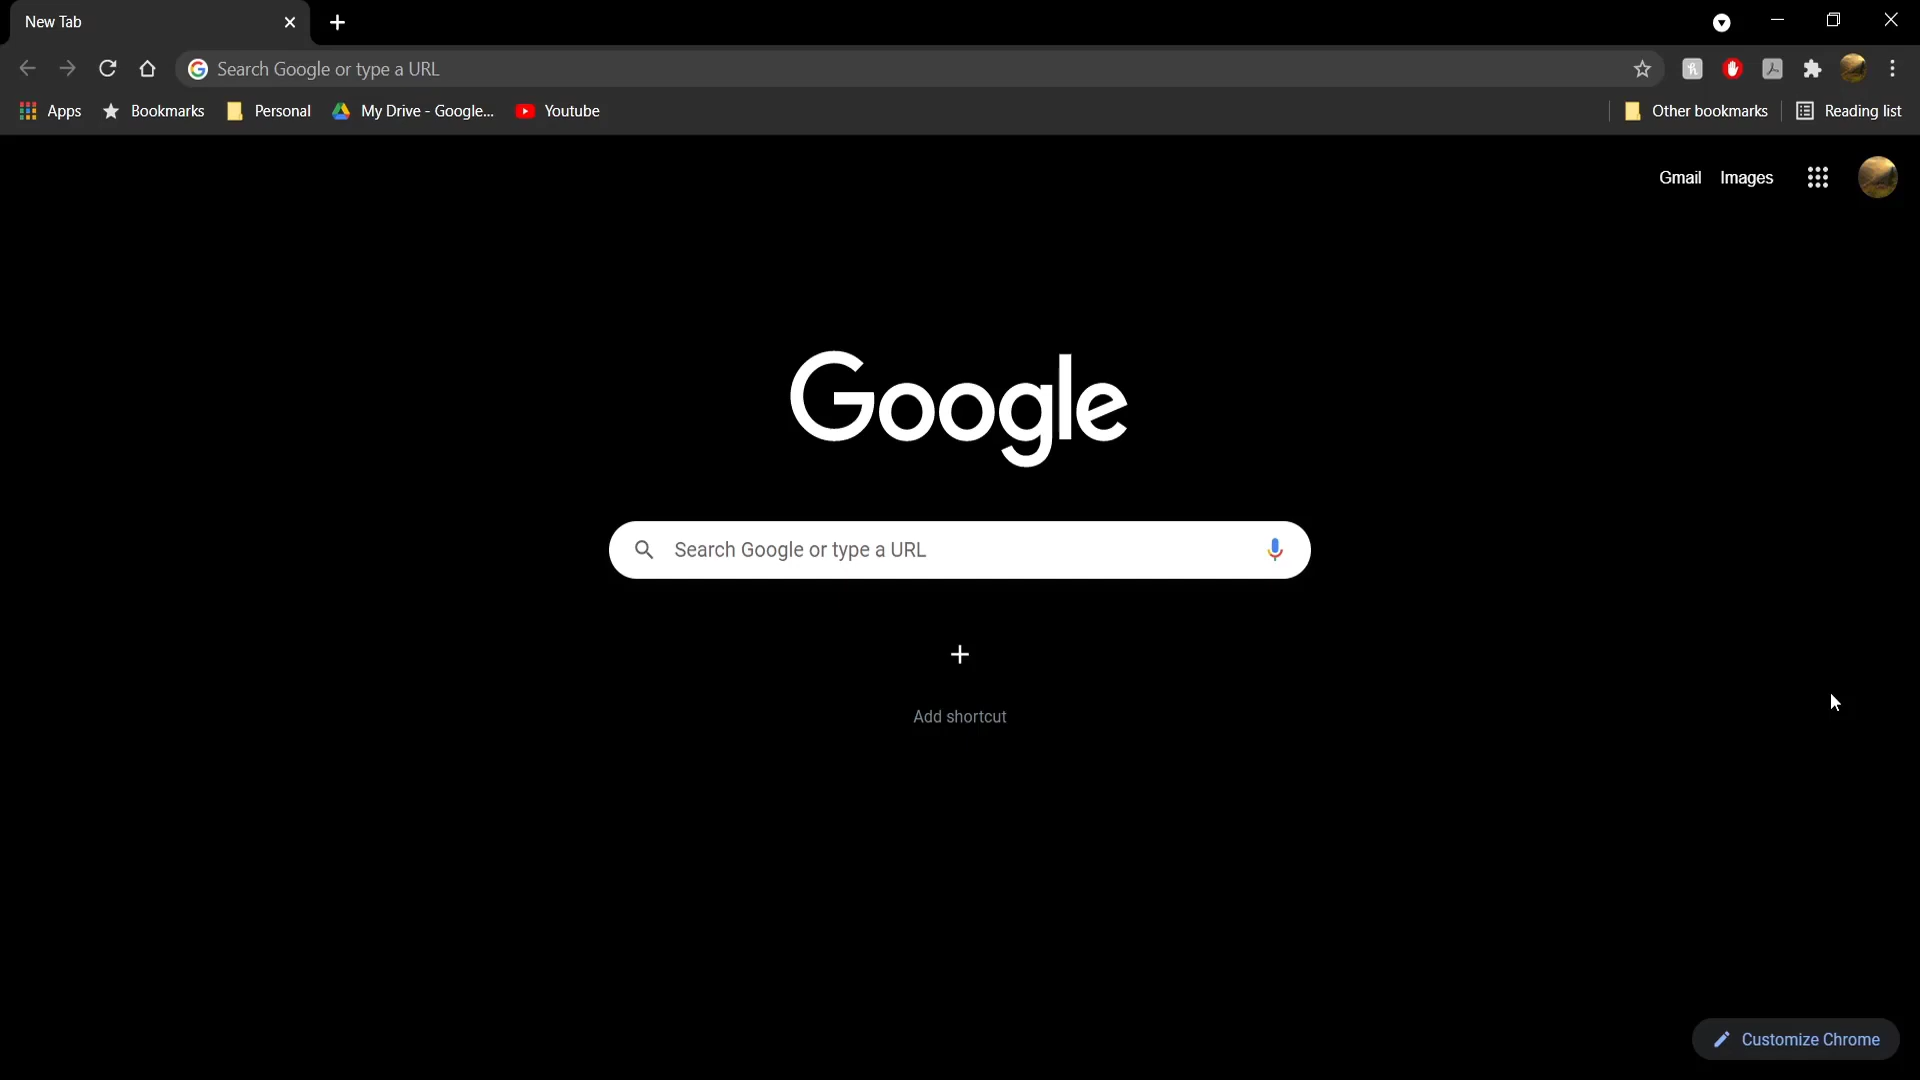 New Tab
Search Google or type a URL
Apps Bookmarks Personal My Drive - Google... Youtube Other bookmarks Reading list
Gmail Images
Google
Search Google or type a URL
Add shortcut
Customize Chrome